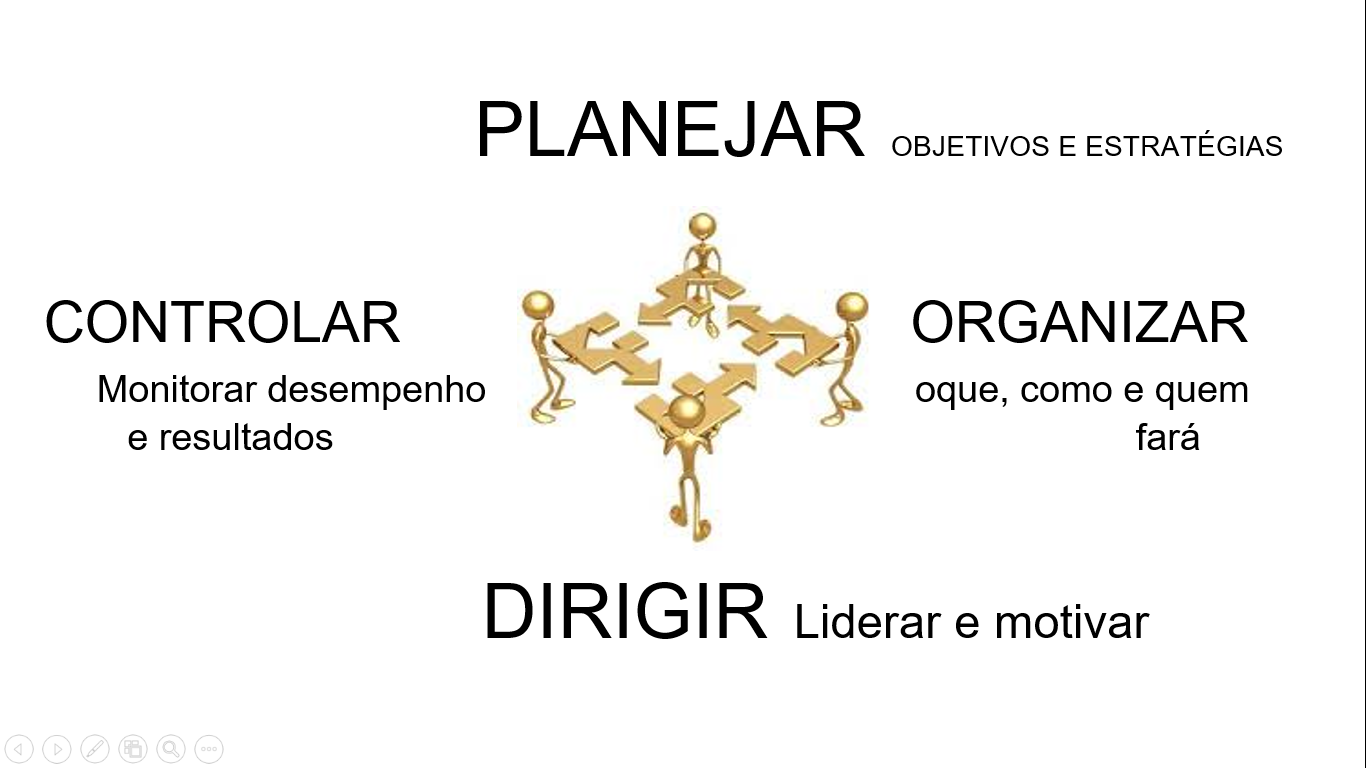 PLANEJAR OBJETIVOS E ESTRATÉGIAS
CONTROLAR
Monitorar desempenho
e resultados
ORGANIZAR
oque, como e quem
fará
DIRIGIR Liderar e motivar